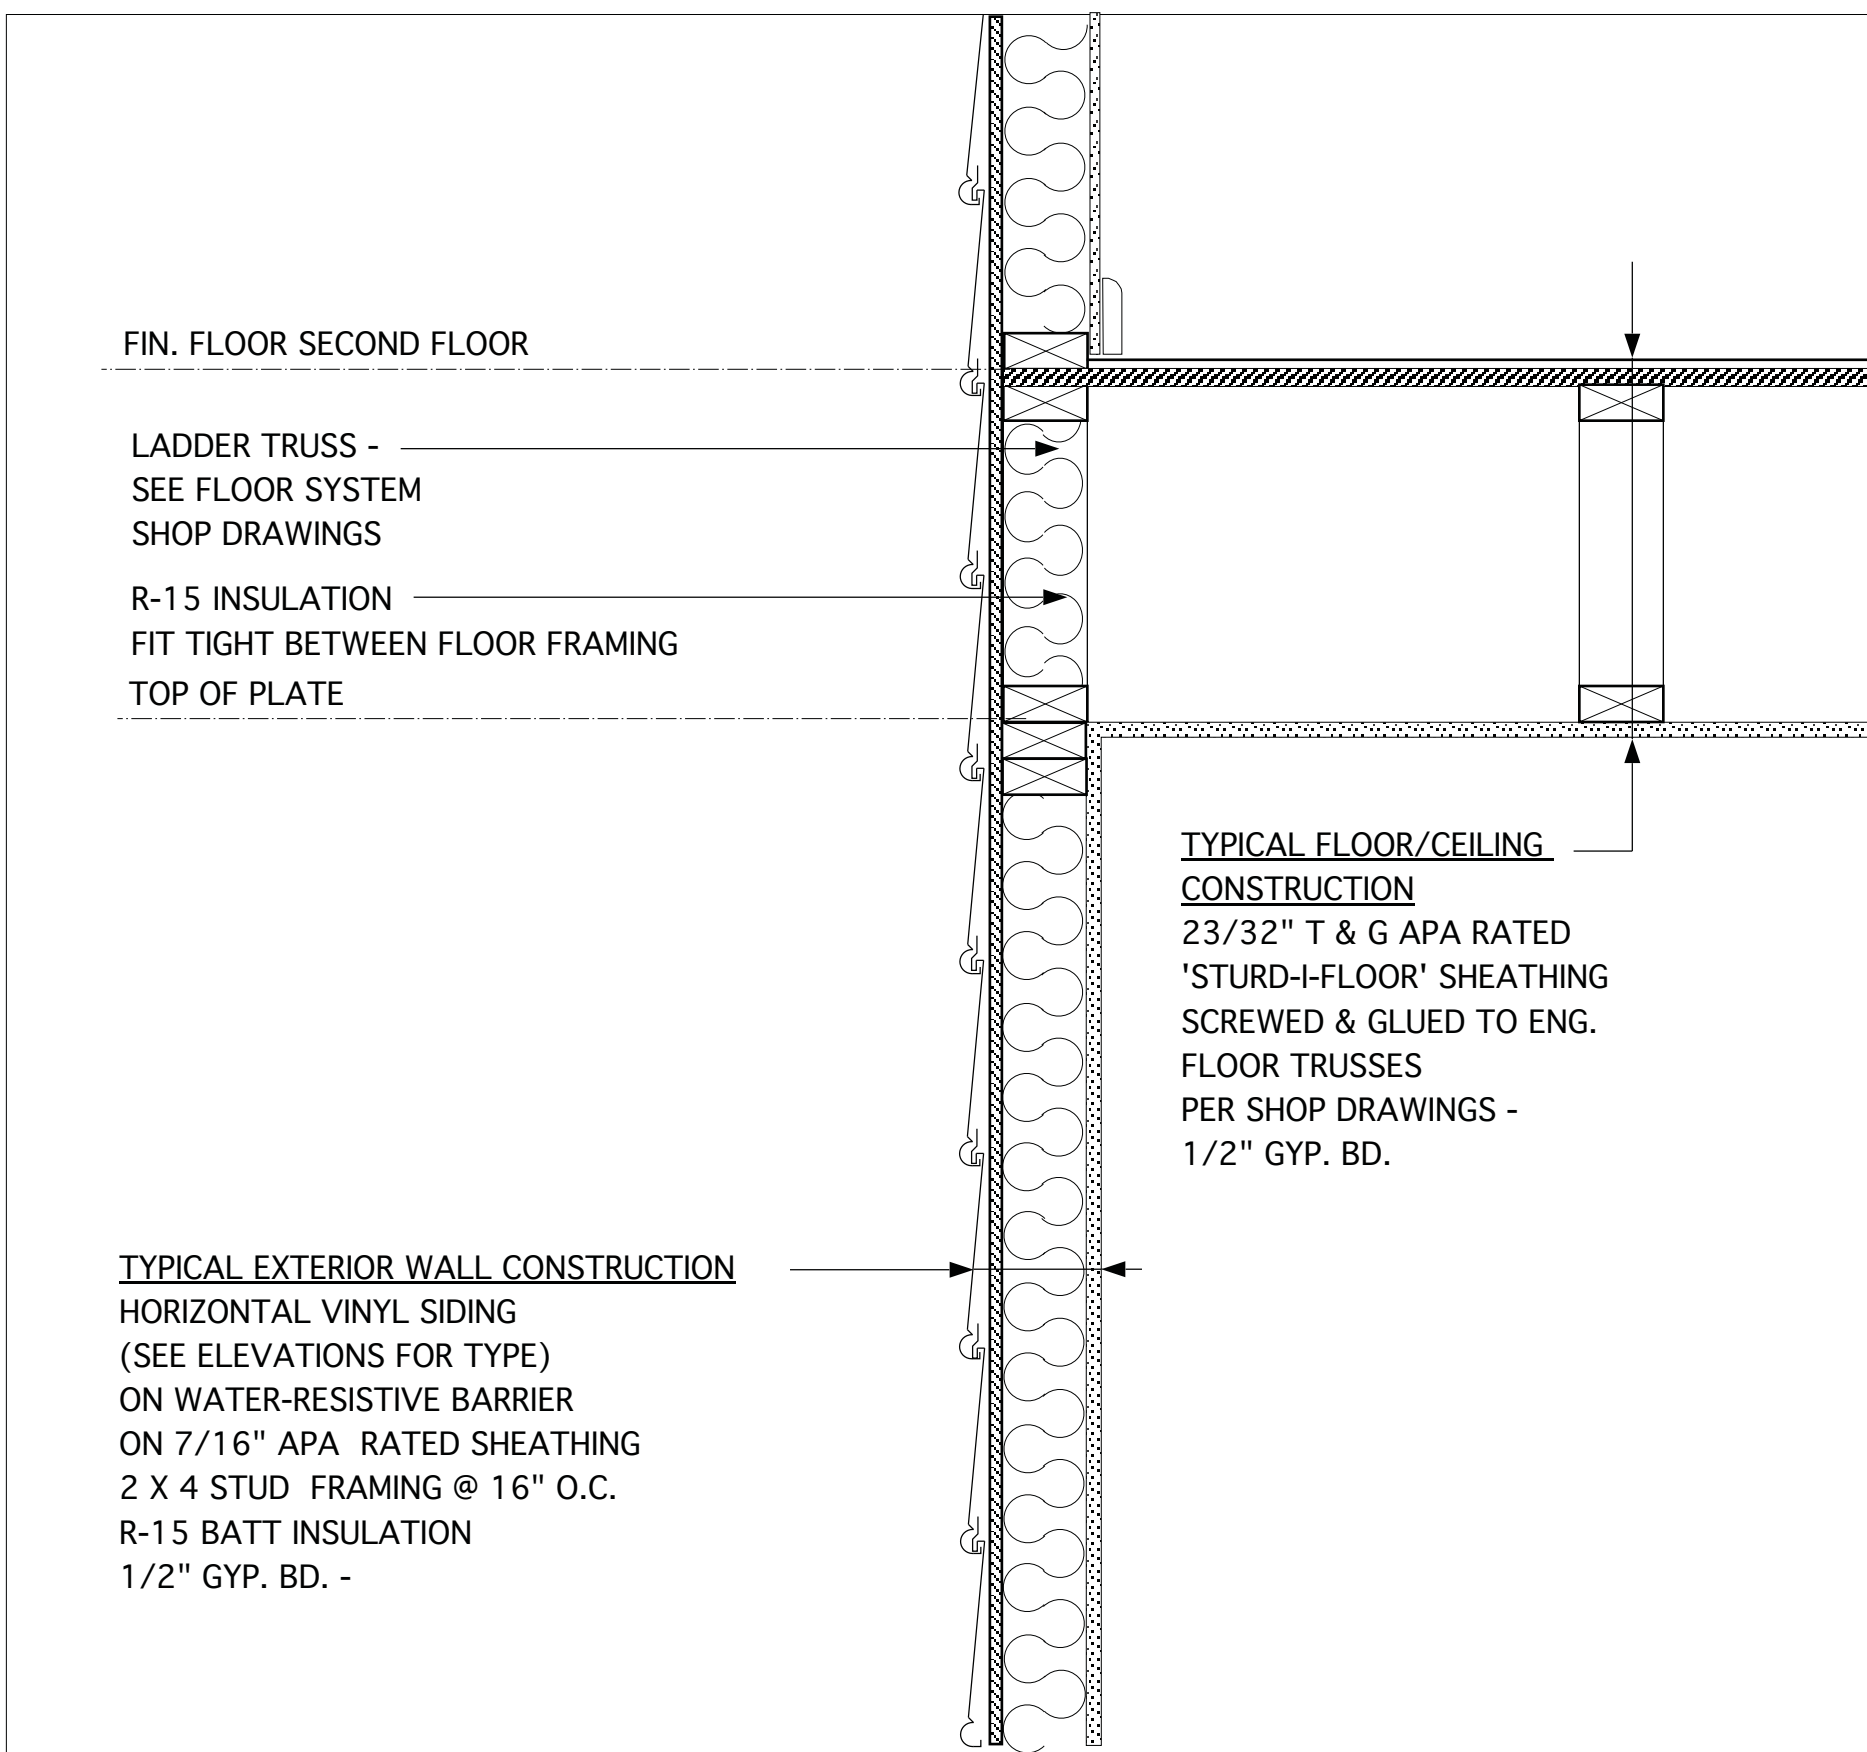 FIN. FLOOR SECOND FLOOR
LADDER TRUSS -
SEE FLOOR SYSTEM
SHOP DRAWINGS
R-15 INSULATION
FIT TIGHT BETWEEN FLOOR FRAMING
TOP OF PLATE
TYPICAL FLOOR/CEILING
CONSTRUCTION
23/32" T & G APA RATED
'STURD-I-FLOOR' SHEATHING
SCREWED & GLUED TO ENG.
FLOOR TRUSSES
PER SHOP DRAWINGS -
1/2" GYP. BD.
TYPICAL EXTERIOR WALL CONSTRUCTION
HORIZONTAL VINYL SIDING
(SEE ELEVATIONS FOR TYPE)
ON WATER-RESISTIVE BARRIER
ON 7/16" APA  RATED SHEATHING
2 X 4 STUD  FRAMING @ 16" O.C.
R-15 BATT INSULATION
1/2" GYP. BD. -